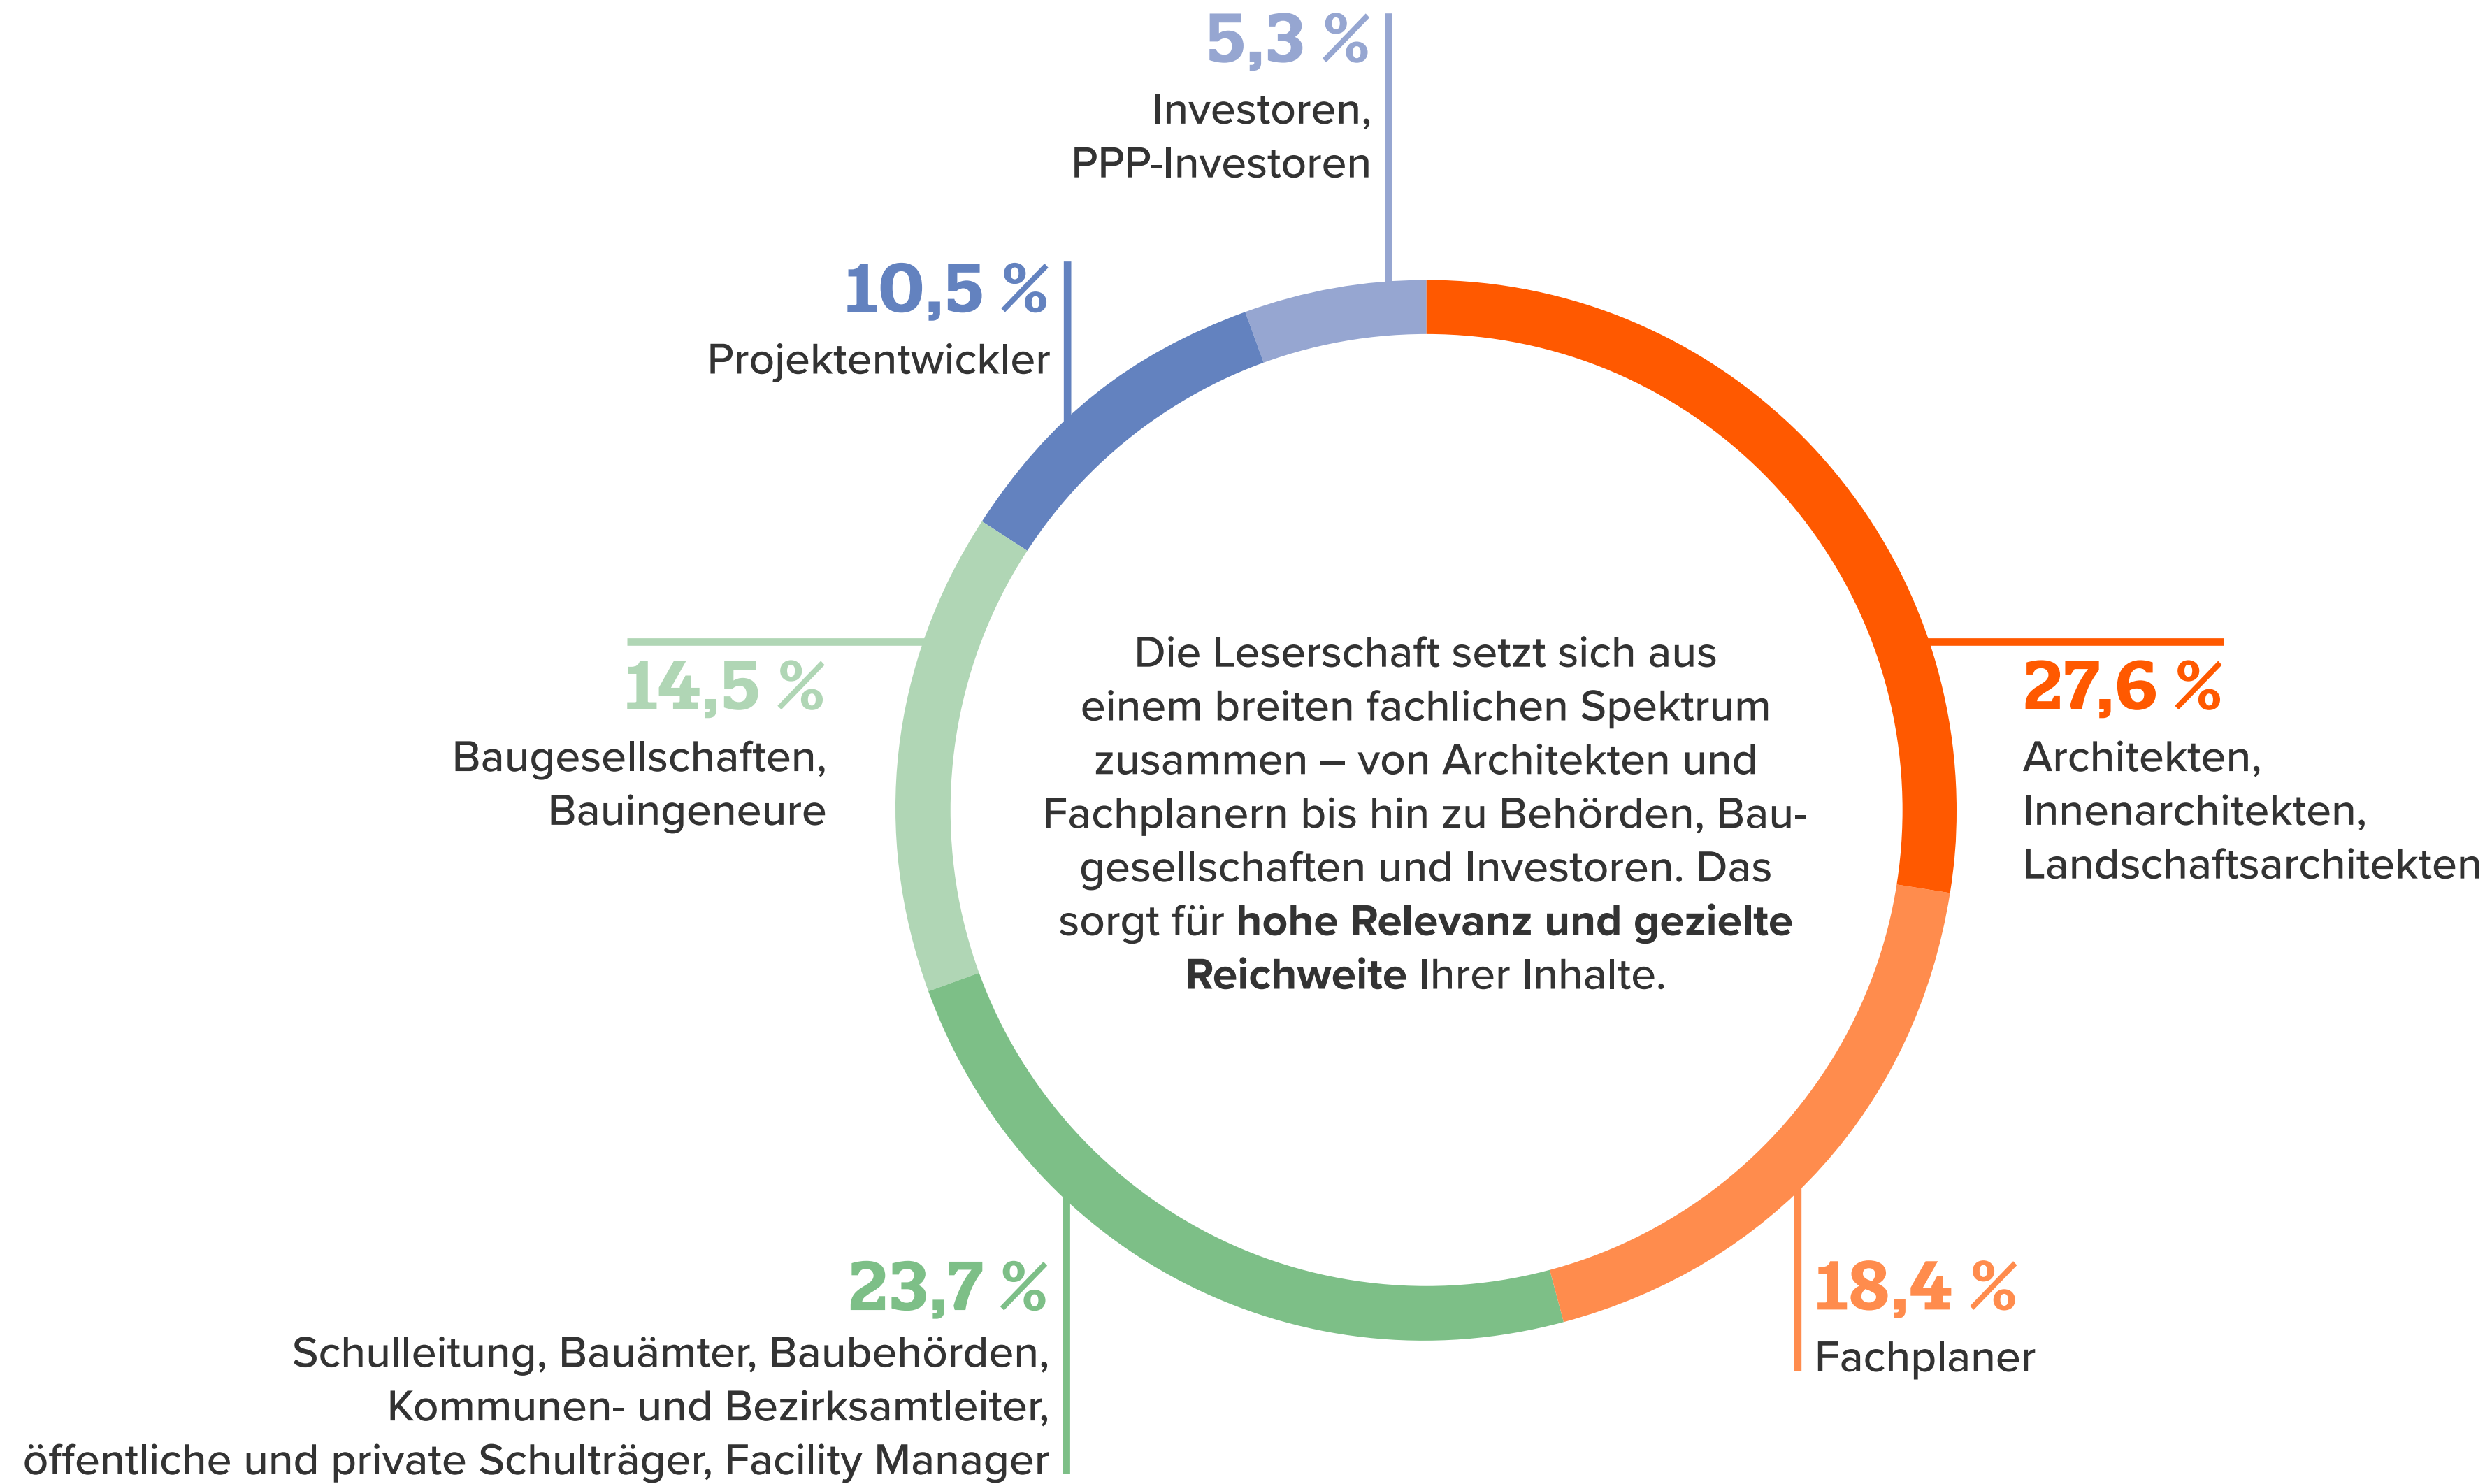 5,3 %
Investoren,
PPP-Investoren
10,5 %
Projektentwickler
14,5 %
Baugesellschaften,
Bauingeneure
Die Leserschaft setzt sich aus
einem breiten fachlichen Spektrum
zusammen – von Architekten und
Fachplanern bis hin zu Behörden, Bau-
gesellschaften und Investoren. Das
sorgt für hohe Relevanz und gezielte
Reichweite Ihrer Inhalte.
27,6 %
Architekten,
Innenarchitekten,
Landschaftsarchitekten
23,7 %
Schulleitung, Bauämter, Baubehörden,
Kommunen- und Bezirksamtleiter,
öffentliche und private Schulträger, Facility Manager
18,4 %
Fachplaner